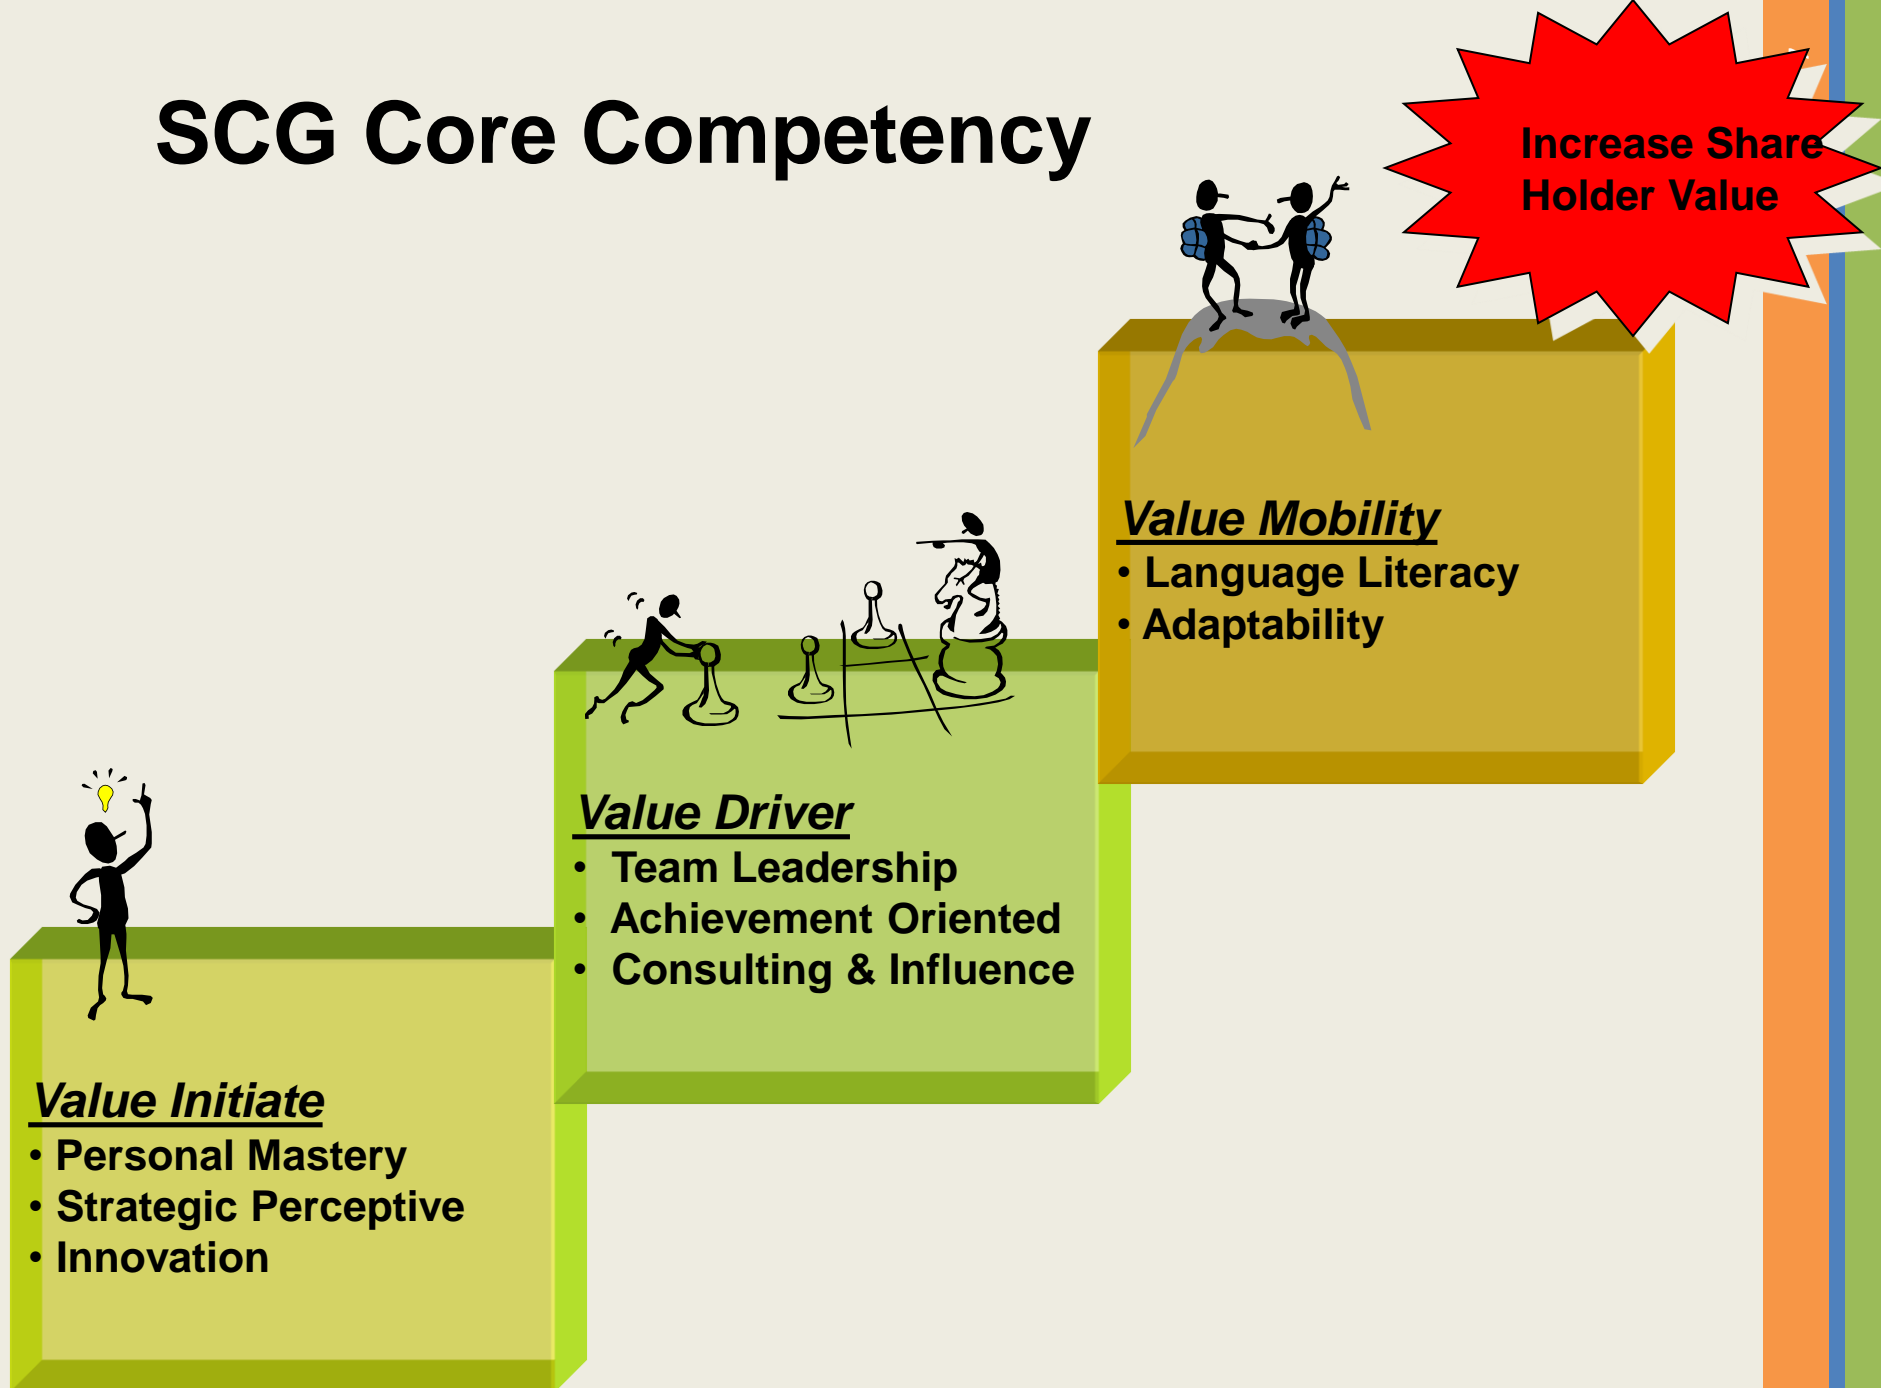 SCG Core Competency
Increase Share
Holder Value
Value Mobility
• Language Literacy
• Adaptability
Value Driver
• Team Leadership
• Achievement Oriented
• Consulting & Influence
Value Initiate
• Personal Mastery
• Strategic Perceptive
• Innovation